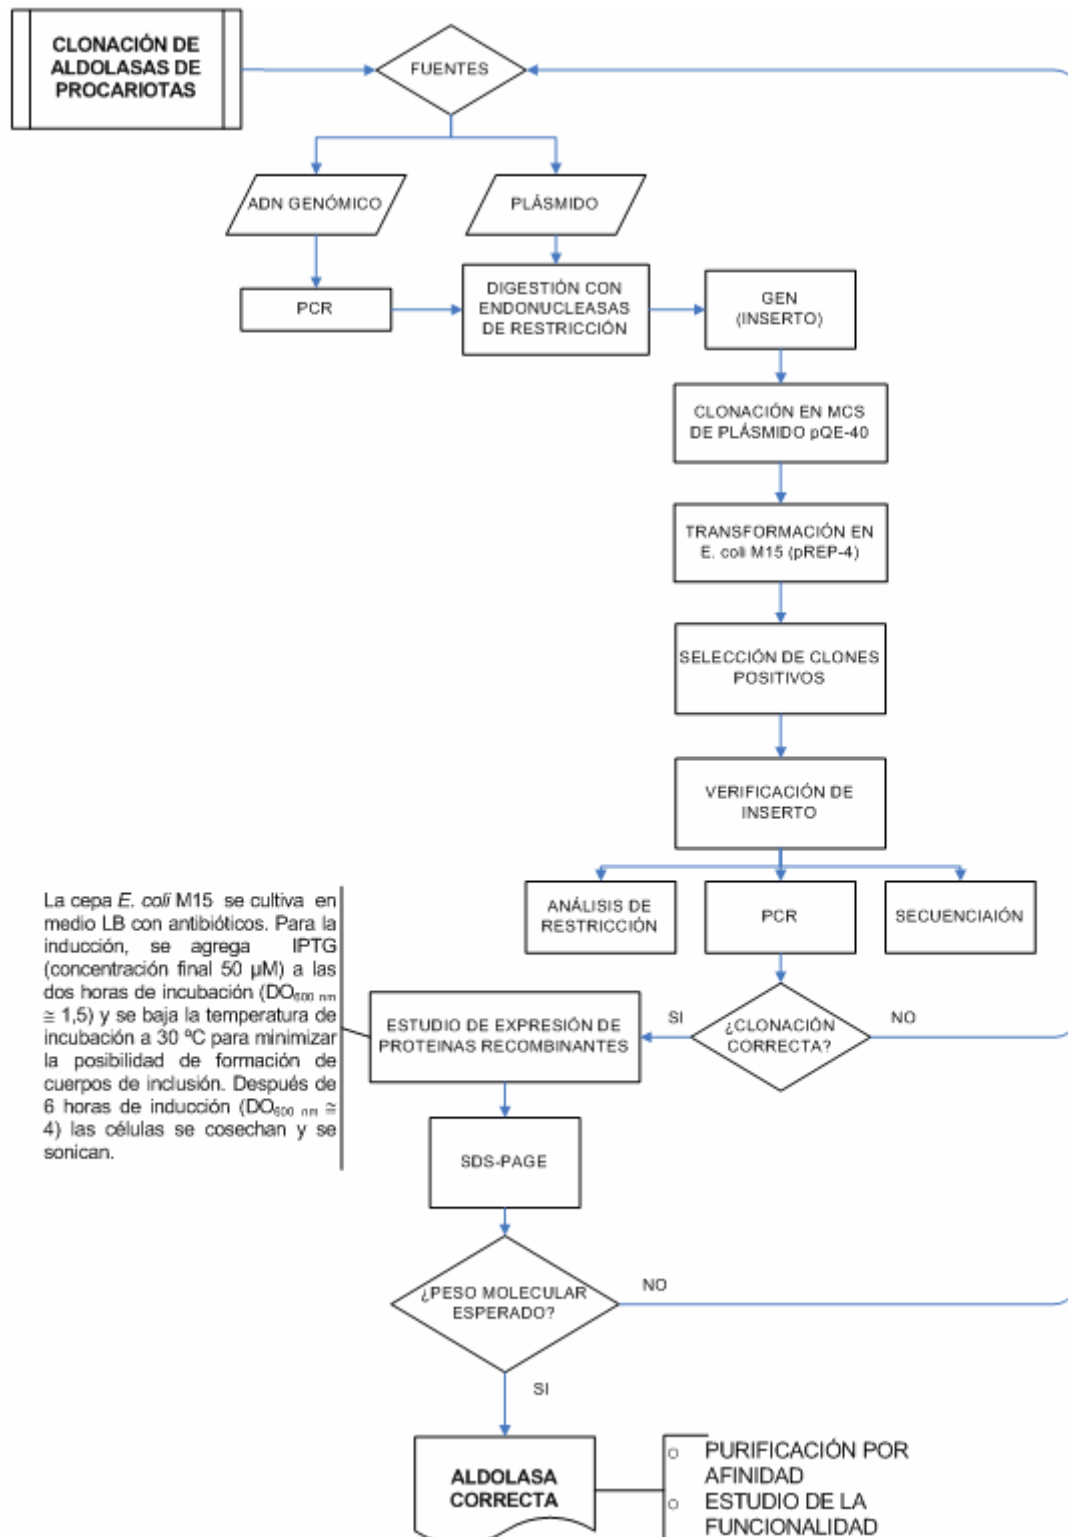 CLONACIÓN DE
ALDOLASAS DE
PROCARIOTAS
FUENTES
ADN GENÓMICO
PLÁSMIDO
PCR
DIGESTIÓN CON
ENDONUCLEASAS
DE RESTRICCIÓN
GEN
(INSERTO)
CLONACIÓN EN MCS
DE PLÁSMIDO pQE-40
TRANSFORMACIÓN EN
E. coli M15 (pREP-4)
SELECCIÓN DE CLONES
POSITIVOS
VERIFICACIÓN DE
INSERTO
ANÁLISIS DE
RESTRICCIÓN
PCR
SECUENCIAIÓN
¿CLONACIÓN
CORRECTA?
SI
NO
ESTUDIO DE EXPRESIÓN DE
PROTEINAS RECOMBINANTES
La cepa E. coli M15 se cultiva en
medio LB con antibióticos. Para la
inducción, se agrega IPTG
(concentración final 50 µM) a las
dos horas de incubación (DO600 nm
≅ 1,5) y se baja la temperatura de
incubación a 30 ºC para minimizar
la posibilidad de formación de
cuerpos de inclusión. Después de
6 horas de inducción (DO600 nm ≅
4) las células se cosechan y se
sonican.
SDS-PAGE
¿PESO MOLECULAR
ESPERADO?
NO
SI
ALDOLASA
CORRECTA
○ PURIFICACIÓN POR
AFINIDAD
○ ESTUDIO DE LA
FUNCIONALIDAD